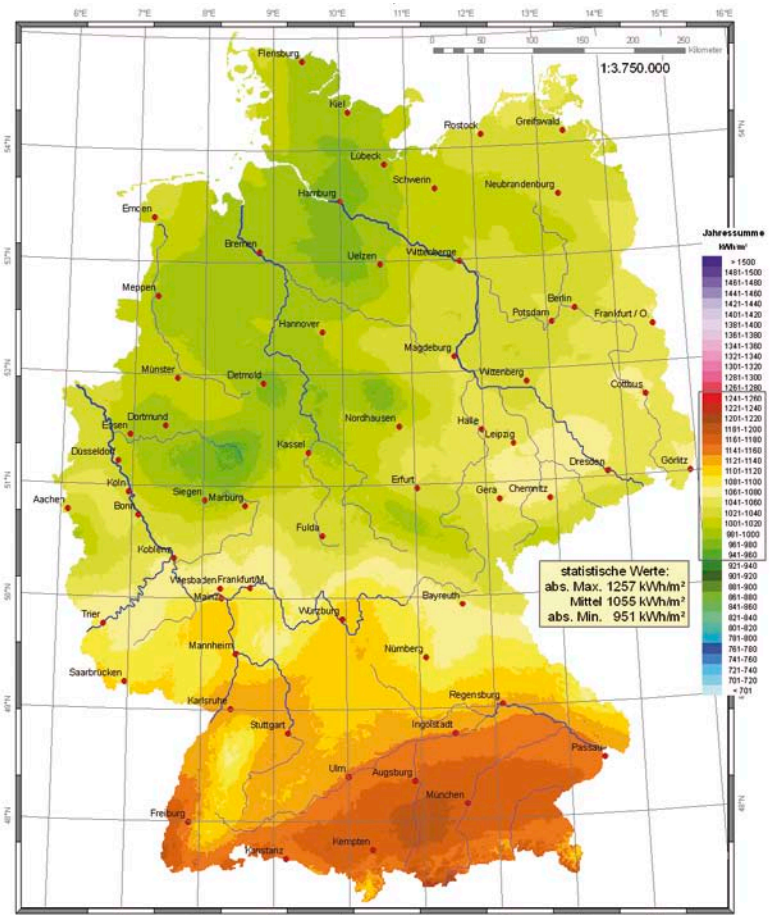 6°E 7°E 8°E 9°E 10°E 11°E 12°E 13°E 14°E 15°E 16°E
0 50 100 150 200 250
Kilometer
1:3.750.000
Flensburg
Kiel
Rostock
Greifswald
54°N
54°N
Lübeck
Schwerin
Neubrandenburg
Hamburg
Emden
Bremen
Uelzen
Wittenberge
53°N
Meppen
Berlin
Potsdam
Frankfurt / O.
Hannover
Magdeburg
52°N
Münster
Detmold
Wittenberg
Cottbus
Dortmund
Essen
Nordhausen
Halle
Leipzig
Düsseldorf
Kassel
Dresden
Görlitz
51°N
Köln
Siegen
Marburg
Erfurt
Gera
Chemnitz
Aachen
Bonn
Fulda
Koblenz
50°N
Wiesbaden
Frankfurt/M.
Mainz
Würzburg
Bayreuth
Trier
Mannheim
Nürnberg
Saarbrücken
49°N
Karlsruhe
Regensburg
Stuttgart
Ingolstadt
Passau
Ulm
Augsburg
München
48°N
48°N
Freiburg
Kempten
Konstanz
Jahressumme
kWh/m²
> 1500
1481-1500
1461-1480
1441-1460
1421-1440
1401-1420
1381-1400
1361-1380
1341-1360
1321-1340
1301-1320
1281-1300
1261-1280
1241-1260
1221-1240
1201-1220
1181-1200
1161-1180
1141-1160
1121-1140
1101-1120
1081-1100
1061-1080
1041-1060
1021-1040
1001-1020
981-1000
961-980
941-960
921-940
901-920
881-900
861-880
841-860
821-840
801-820
781-800
761-780
741-760
721-740
701-720
< 701
statistische Werte:
abs. Max. 1257 kWh/m²
Mittel 1055 kWh/m²
abs. Min. 951 kWh/m²